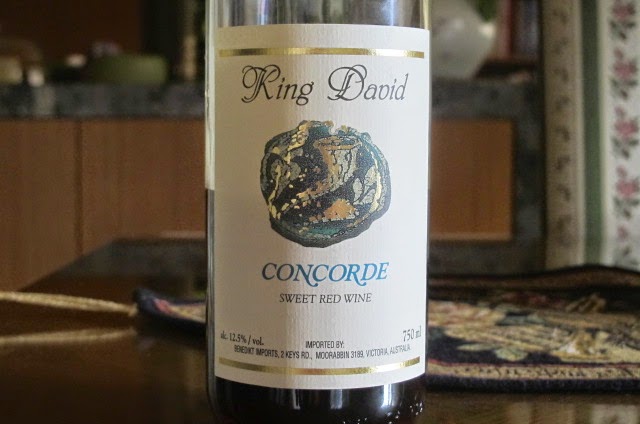 King David
CONCORDE
SWEET RED WINE
alc. 12.5% / vol.
750 ml
IMPORTED BY:
BENEDIKT IMPORTS, 2 KEYS RD., MOORABBIN 3189, VICTORIA, AUSTRALIA